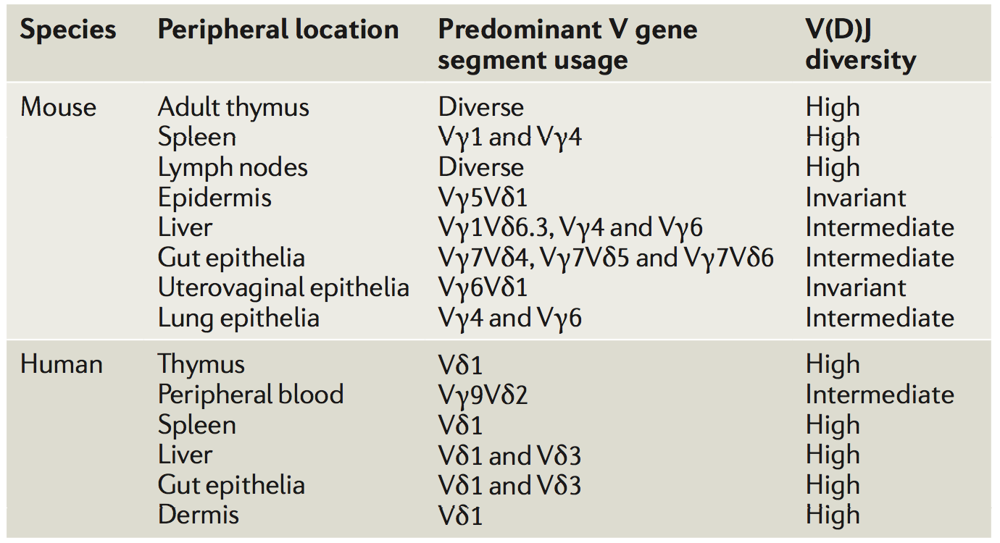 Species Peripheral location Predominant V gene segment usage V(D)J diversity
Mouse Adult thymus Diverse High
Spleen Vγ1 and Vγ4 High
Lymph nodes Diverse High
Epidermis Vγ5Vδ1 Invariant
Liver Vγ1Vδ6.3, Vγ4 and Vγ6 Intermediate
Gut epithelia Vγ7Vδ4, Vγ7Vδ5 and Vγ7Vδ6 Intermediate
Uterovaginal epithelia Vγ6Vδ1 Invariant
Lung epithelia Vγ4 and Vγ6 Intermediate
Human Thymus Vδ1 High
Peripheral blood Vγ9Vδ2 Intermediate
Spleen Vδ1 High
Liver Vδ1 and Vδ3 High
Gut epithelia Vδ1 and Vδ3 High
Dermis Vδ1 High